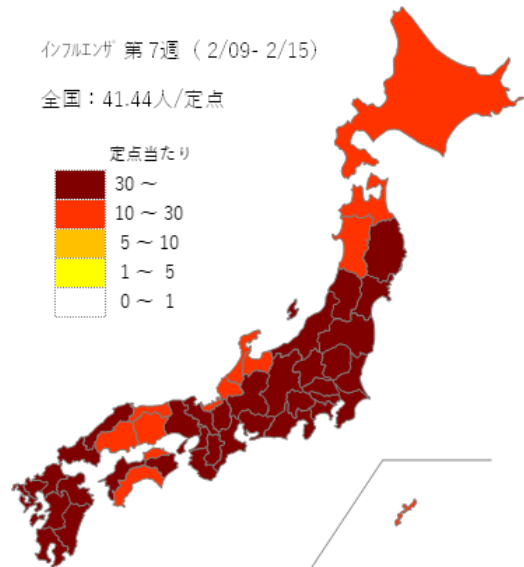 ｲﾝﾌﾙｴﾝｻﾞ 第 7週 （ 2/09- 2/15）
全国：41.44人/定点
定点当たり
30 ～
10 ～ 30
5 ～ 10
1 ～ 5
0 ～ 1